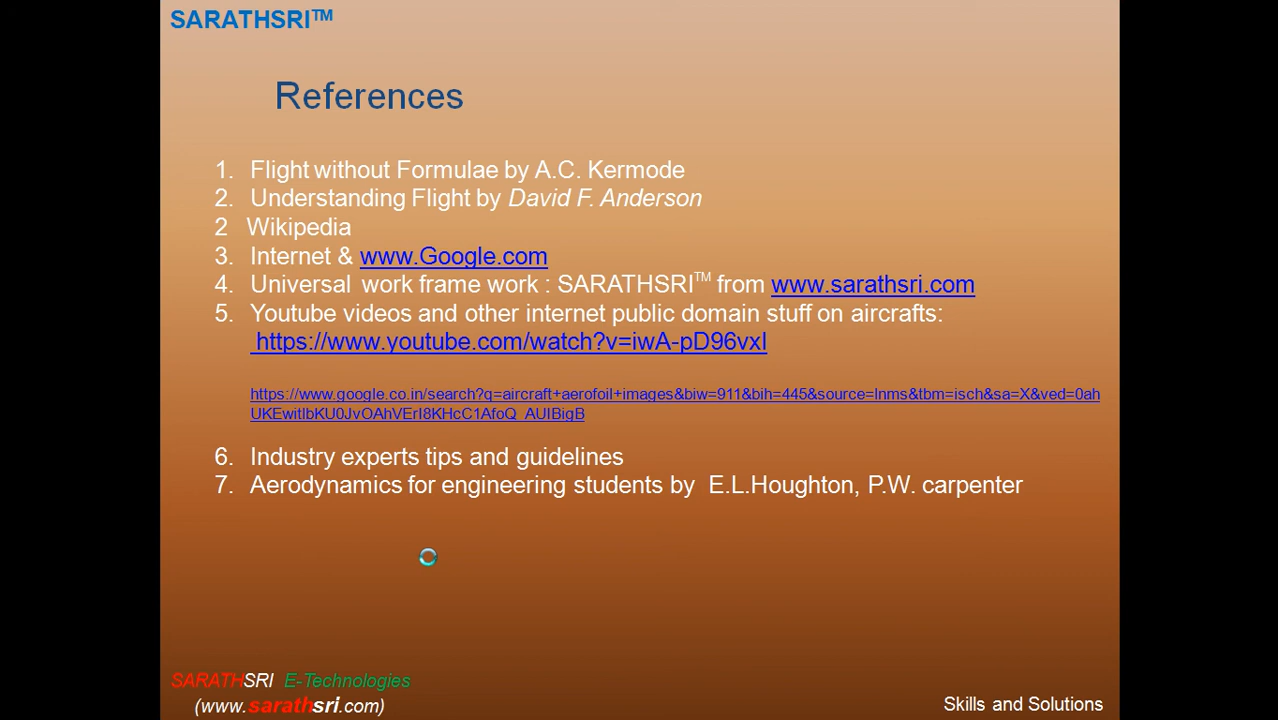 SARATHSRI™
References
1. Flight without Formulae by A.C. Kermode
2. Understanding Flight by David F. Anderson
2 Wikipedia
3. Internet & www.Google.com
4. Universal work frame work : SARATHSRI™ from www.sarathsri.com
5. Youtube videos and other internet public domain stuff on aircrafts:
https://www.youtube.com/watch?v=iwA-pD96vxI
https://www.google.co.in/search?q=aircraft+aerofoil+images&biw=911&bih=445&source=lnms&tbm=isch&sa=X&ved=0ah
UKEwitlbKU0JvOAhVErI8KHcC1AfoQ_AUIBigB
6. Industry experts tips and guidelines
7. Aerodynamics for engineering students by E.L.Houghton, P.W. carpenter
SARATHSRI E-Technologies
(www.sarathsri.com)
Skills and Solutions